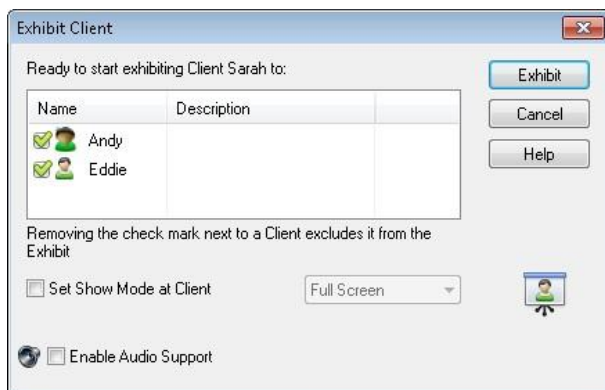 Exhibit Client
Ready to start exhibiting Client Sarah to:
Exhibit
Name Description
Cancel
Andy
Help
Eddie
Removing the check mark next to a Client excludes it from the
Exhibit
Set Show Mode at Client Full Screen
Enable Audio Support